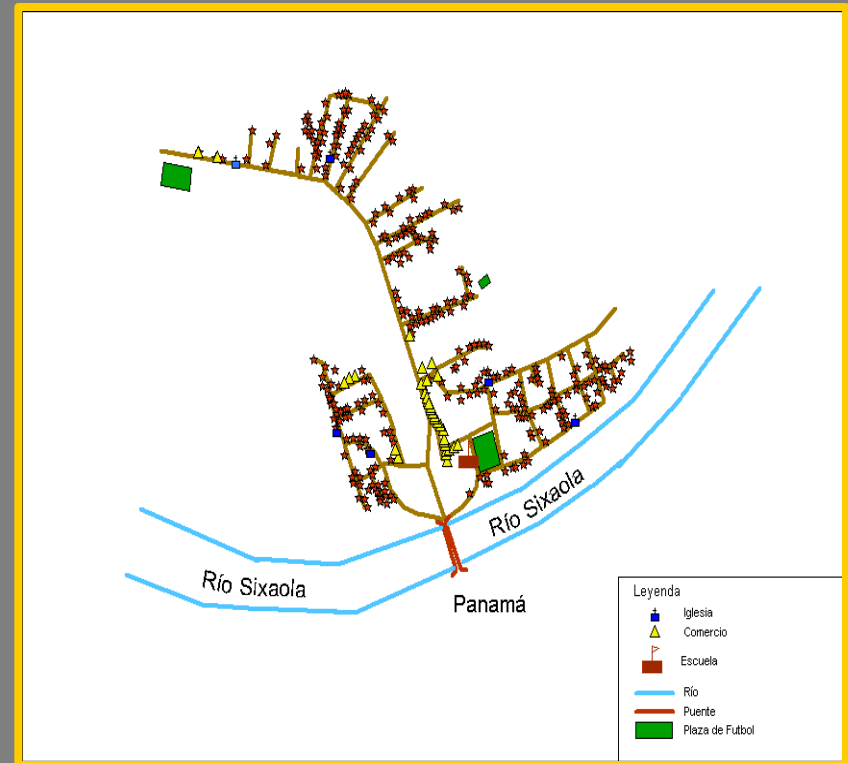 Río Sixaola
Río Sixaola
Panamá
Leyenda
Iglesia
Comercio
Escuela
Río
Puente
Plaza de Futbol